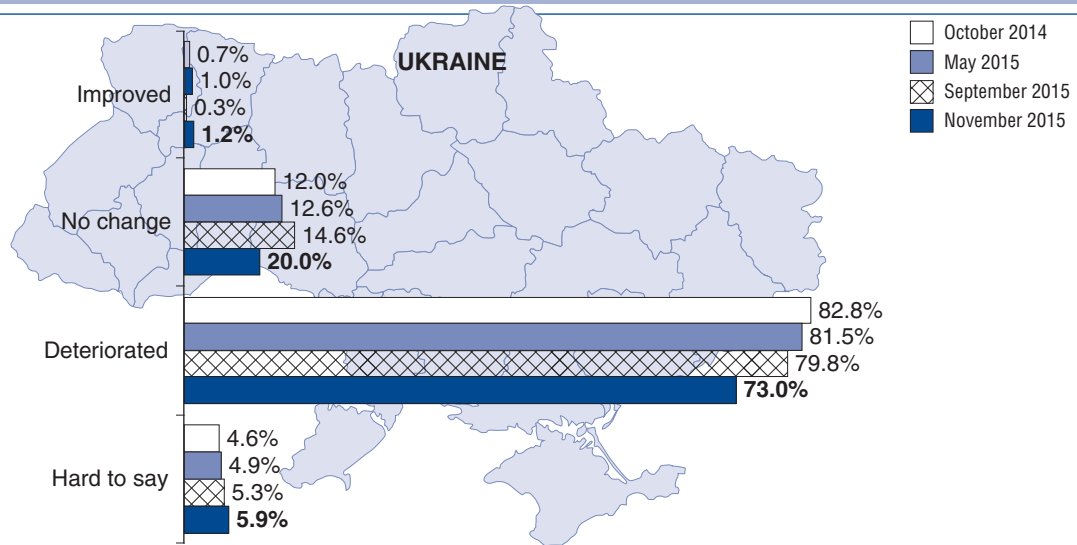 UKRAINE
October 2014
May 2015
September 2015
November 2015
Improved
0.7%
1.0%
0.3%
1.2%
No change
12.0%
12.6%
14.6%
20.0%
Deteriorated
82.8%
81.5%
79.8%
73.0%
Hard to say
4.6%
4.9%
5.3%
5.9%